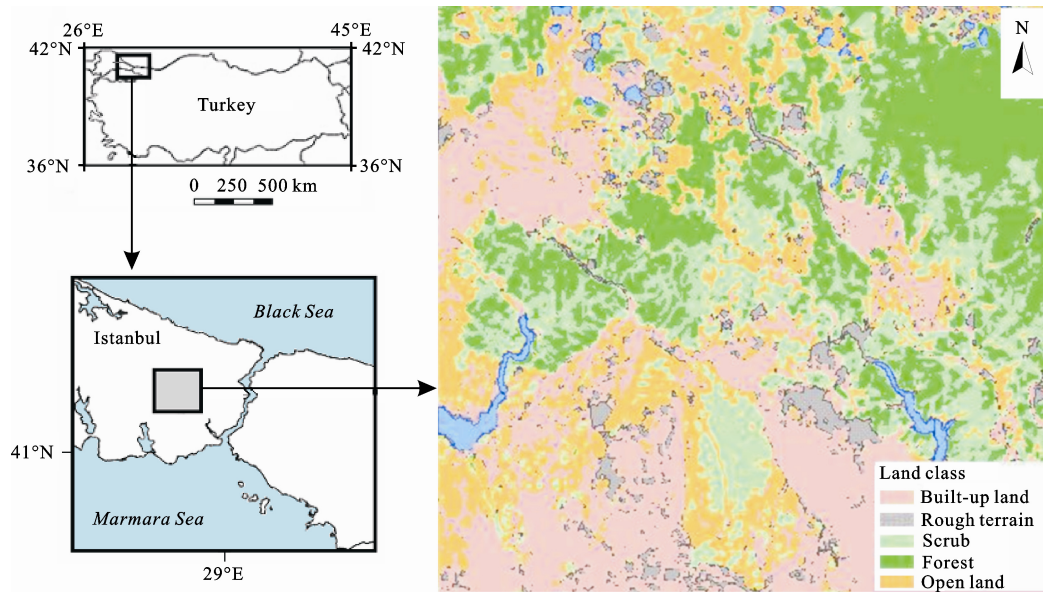 26°E
45°E
42°N
42°N
Turkey
36°N
36°N
0 250 500 km
Black Sea
Istanbul
41°N
Marmara Sea
29°E
N
Land class
Built-up land
Rough terrain
Scrub
Forest
Open land